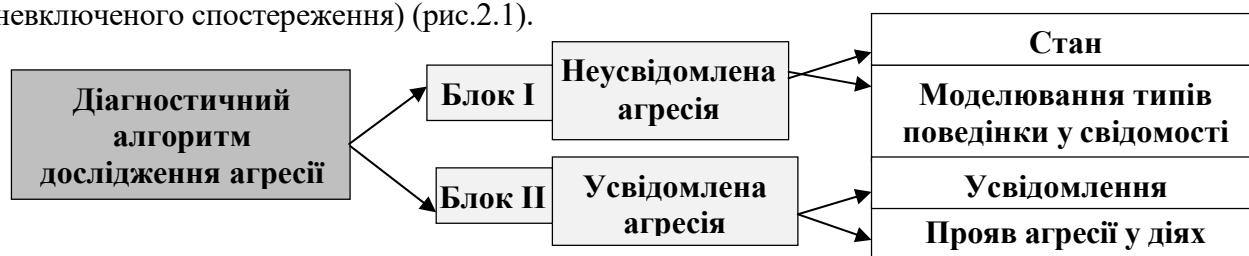 невключеного спостереження) (рис.2.1).
Діагностичний
алгоритм
дослідження агресії
Блок І
Неусвідомлена
агресія
Стан
Моделювання типів
поведінки у свідомості
Блок ІІ
Усвідомлена
агресія
Усвідомлення
Прояв агресії у діях